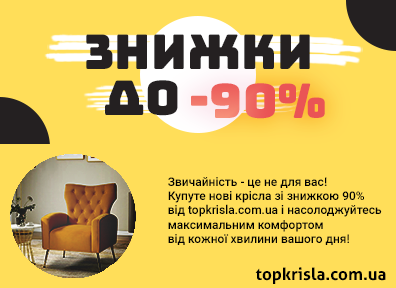 ЗНИЖКИ
ДО -90%
Звичайність - це не для вас!
Купуте нові крісла зі знижкою 90%
від topkrisla.com.ua і насолоджуйтесь
максимальним комфортом
від кожної хвилини вашого дня!
topkrisla.com.ua